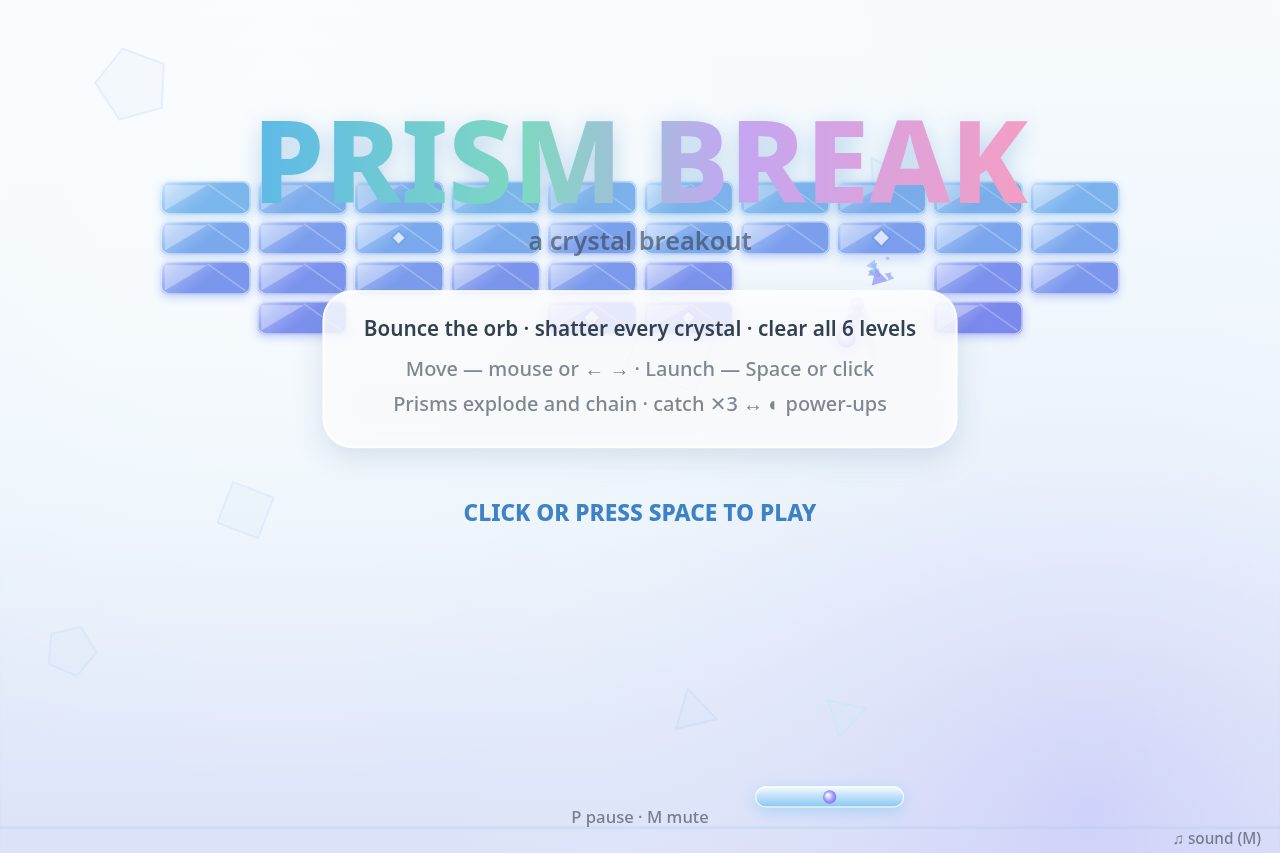 PRISM BREAK
a crystal breakout
Bounce the orb · shatter every crystal · clear all 6 levels
Move — mouse or ← → · Launch — Space or click
Prisms explode and chain · catch ✕3 ↔ ◖ power-ups
CLICK OR PRESS SPACE TO PLAY
P pause · M mute
♫ sound (M)